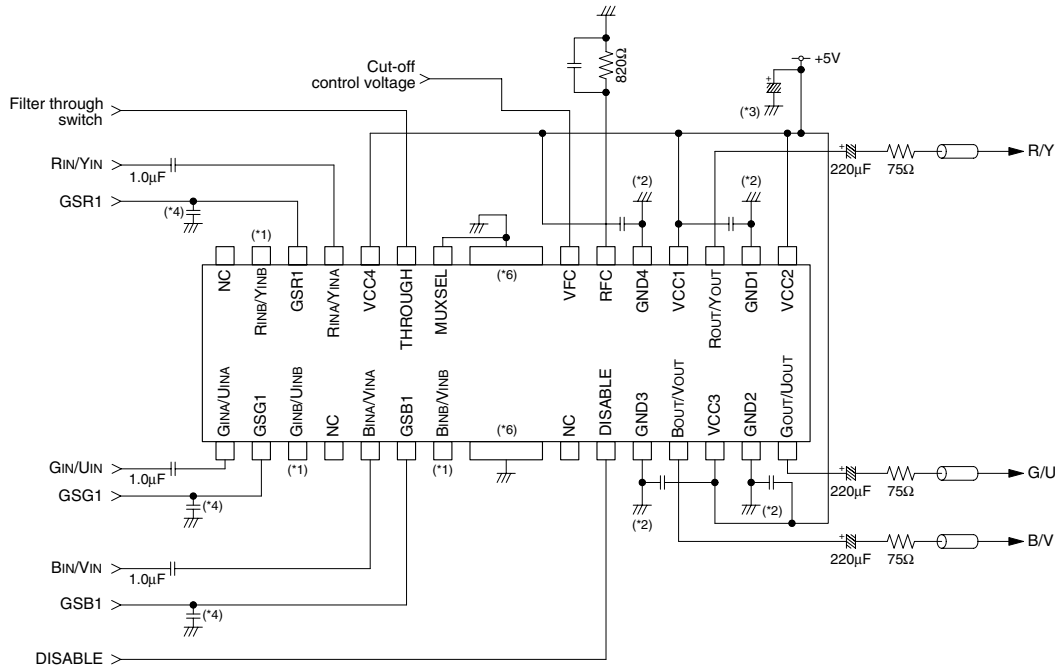 Cut-off
control voltage
820Ω
+5V
+
(*3)
Filter through
switch
RIN/YIN
1.0μF
GSR1
(*4)
(*1)
(*2)
(*2)
+
220μF
75Ω
R/Y
NC
RINB/YINB
GSR1
RINA/YINA
VCC4
THROUGH
MUXSEL
(*6)
VFC
RFC
GND4
VCC1
ROUT/YOUT
GND1
VCC2
GINA/UINA
GSG1
GINB/UINB
NC
BINA/VINA
GSB1
BINB/VINB
(*6)
NC
DISABLE
GND3
BOUT/VOUT
VCC3
GND2
GOUT/UOUT
GIN/UIN
1.0μF
(*1)
(*1)
GSG1
(*4)
(*2)
(*2)
+
220μF
75Ω
G/U
BIN/VIN
1.0μF
+
220μF
75Ω
B/V
GSB1
(*4)
DISABLE